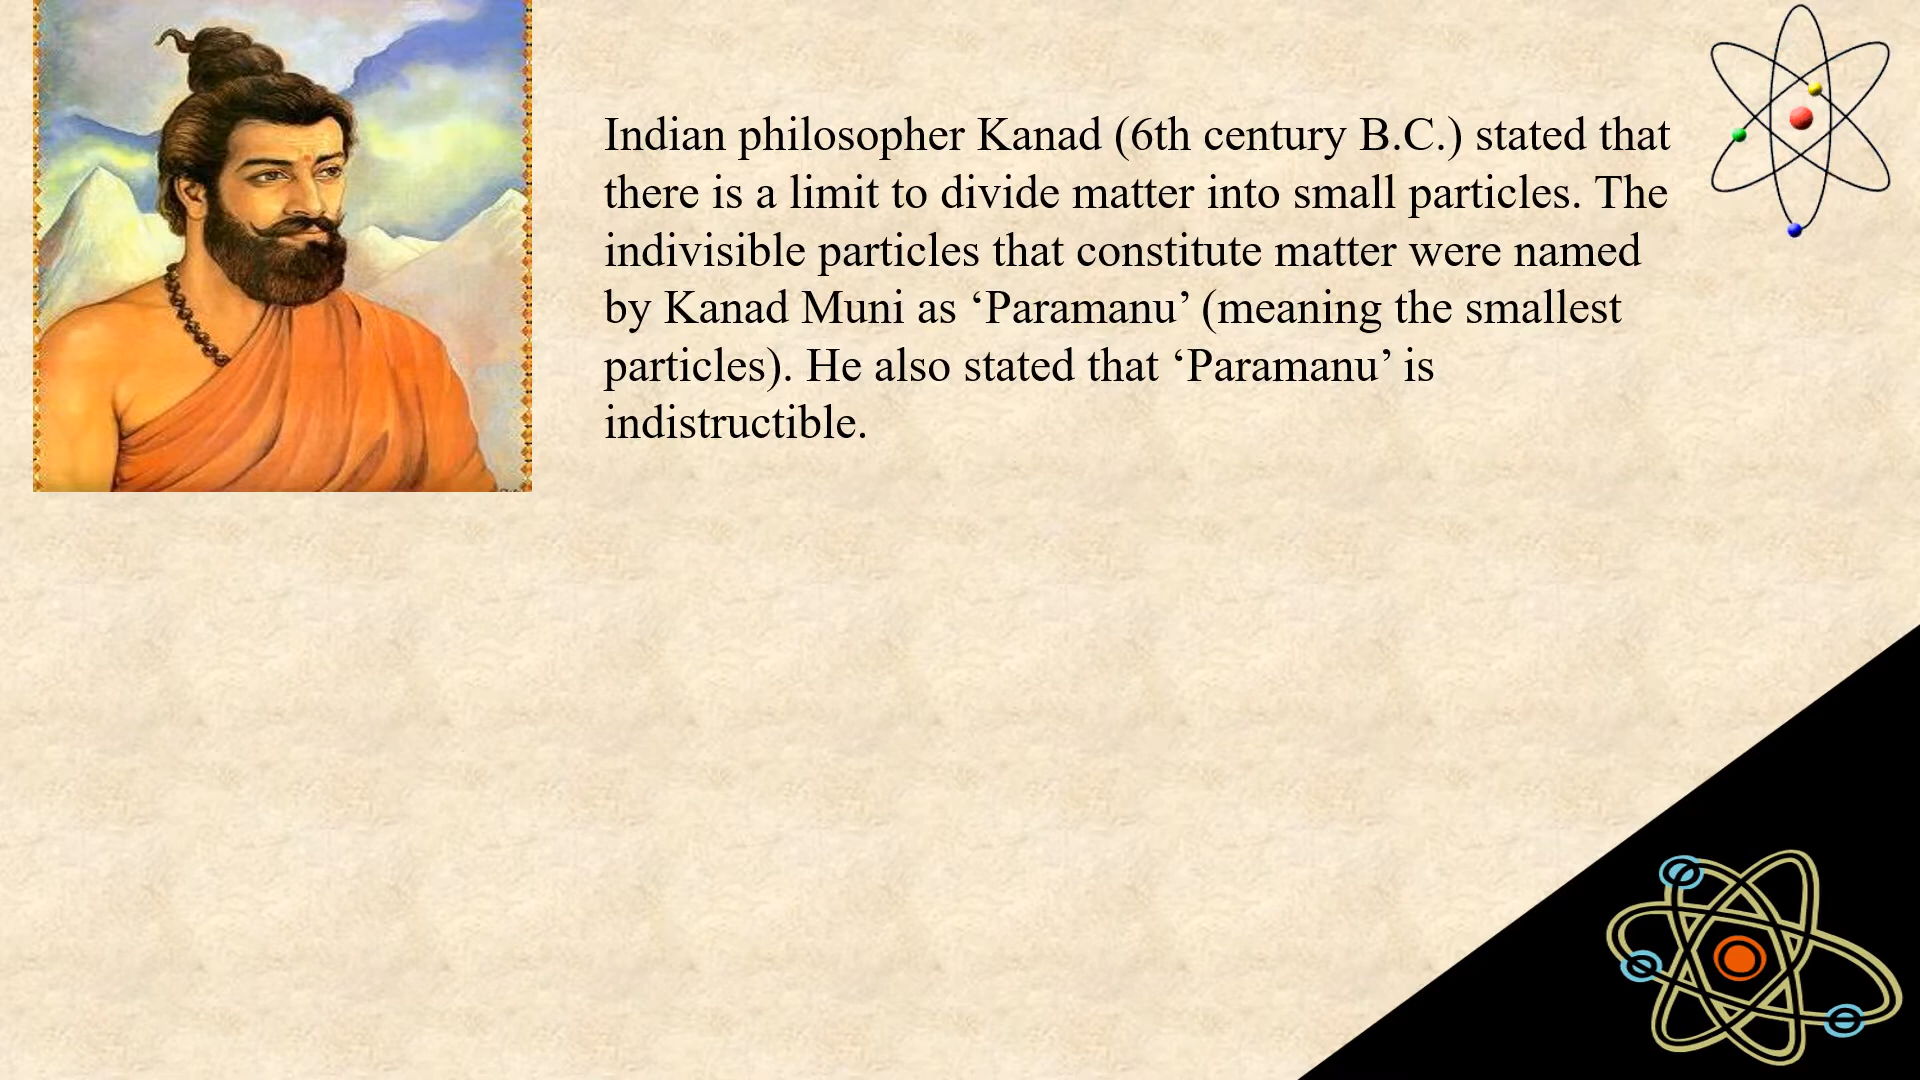 Indian philosopher Kanad (6th century B.C.) stated that
there is a limit to divide matter into small particles. The
indivisible particles that constitute matter were named
by Kanad Muni as ‘Paramanu’ (meaning the smallest
particles). He also stated that ‘Paramanu’ is
indistructible.